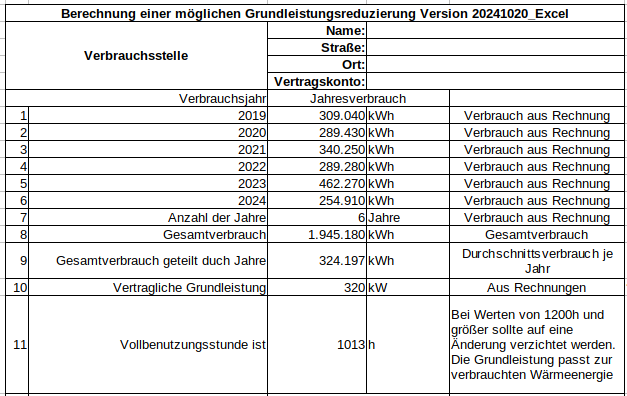 Berechnung einer möglichen Grundleistungsreduzierung Version 20241020_Excel
Verbrauchsstelle
Name:
Straße:
Ort:
Vertragskonto:
Verbrauchsjahr Jahresverbrauch
1 2019 309.040 kWh Verbrauch aus Rechnung
2 2020 289.430 kWh Verbrauch aus Rechnung
3 2021 340.250 kWh Verbrauch aus Rechnung
4 2022 289.280 kWh Verbrauch aus Rechnung
5 2023 462.270 kWh Verbrauch aus Rechnung
6 2024 254.910 kWh Verbrauch aus Rechnung
7 Anzahl der Jahre 6 Jahre Verbrauch aus Rechnung
8 Gesamtverbrauch 1.945.180 kWh Gesamtverbrauch
9 Gesamtverbrauch geteilt duch Jahre 324.197 kWh Durchschnittsverbrauch je
Jahr
10 Vertragliche Grundleistung 320 kW Aus Rechnungen
11 Vollbenutzungsstunde ist 1013 h
Bei Werten von 1200h und
größer sollte auf eine
Änderung verzichtet werden.
Die Grundleistung passt zur
verbrauchten Wärmeenergie